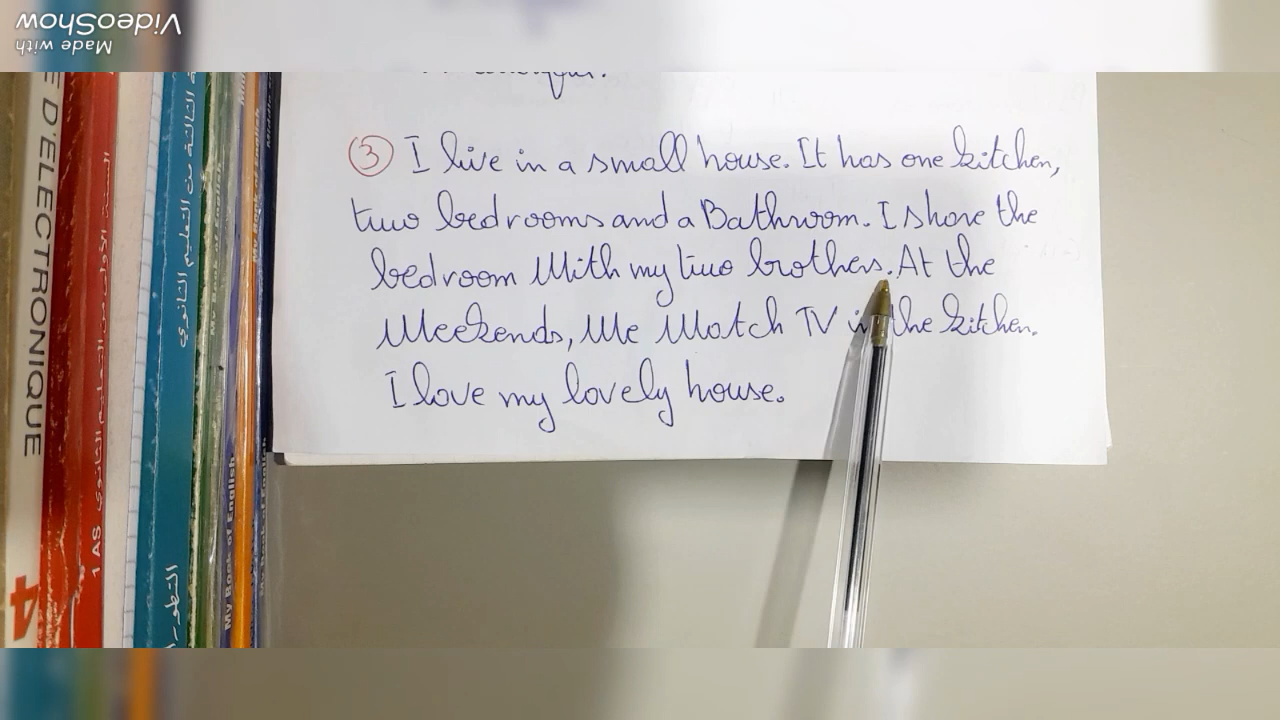 Made with
VideoShow
E D'ELECTRONIQUE
4
1 AS
My Book of English
③ I live in a small house. It has one kitchen,
two bedrooms and a Bathroom. I share the
bedroom With my two brothers. At the
Weekends, We Watch TV in the kitchen.
I love my lovely house.